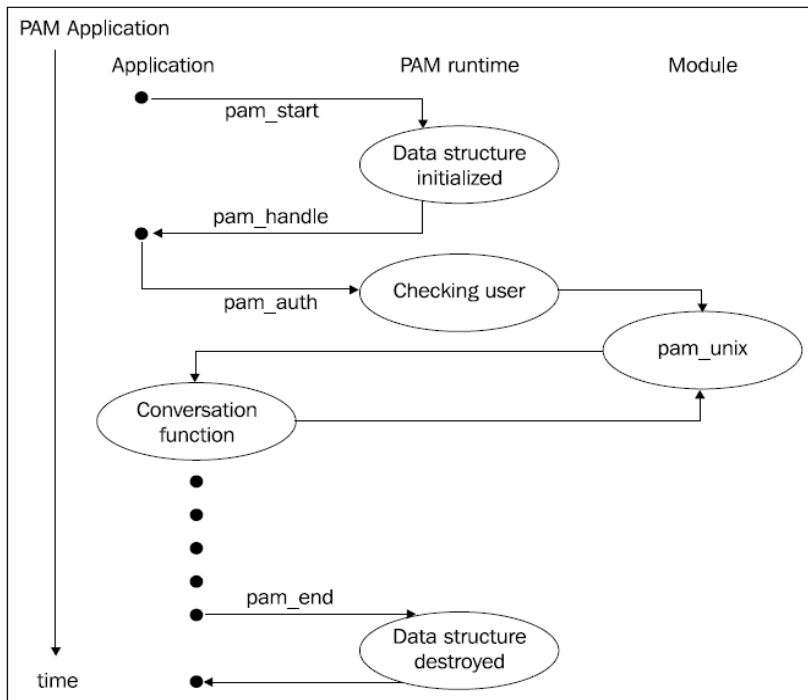 PAM Application
Application PAM runtime Module
pam_start
Data structure
initialized
pam_handle
pam_auth
Checking user
pam_unix
Conversation
function
pam_end
Data structure
destroyed
time